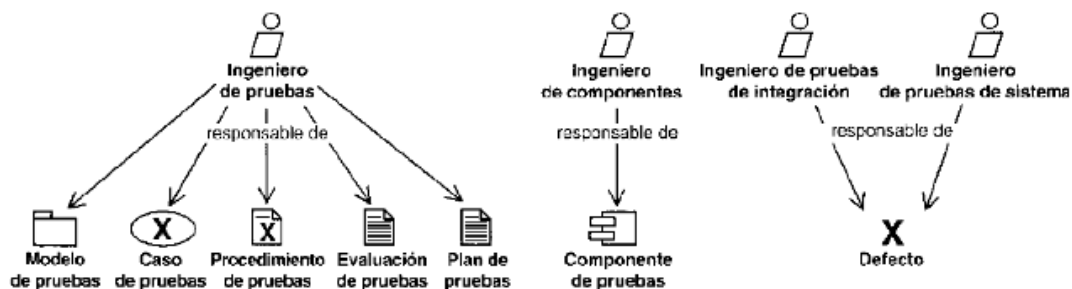 Ingeniero
de pruebas
Ingeniero
de componentes
Ingeniero de pruebas
de integración
Ingeniero
de pruebas de sistema
responsable de
responsable de
responsable de
X
X
X
Modelo
de pruebas
Caso
de pruebas
Procedimiento
de pruebas
Evaluación
de pruebas
Plan de
pruebas
Componente
de pruebas
Defecto